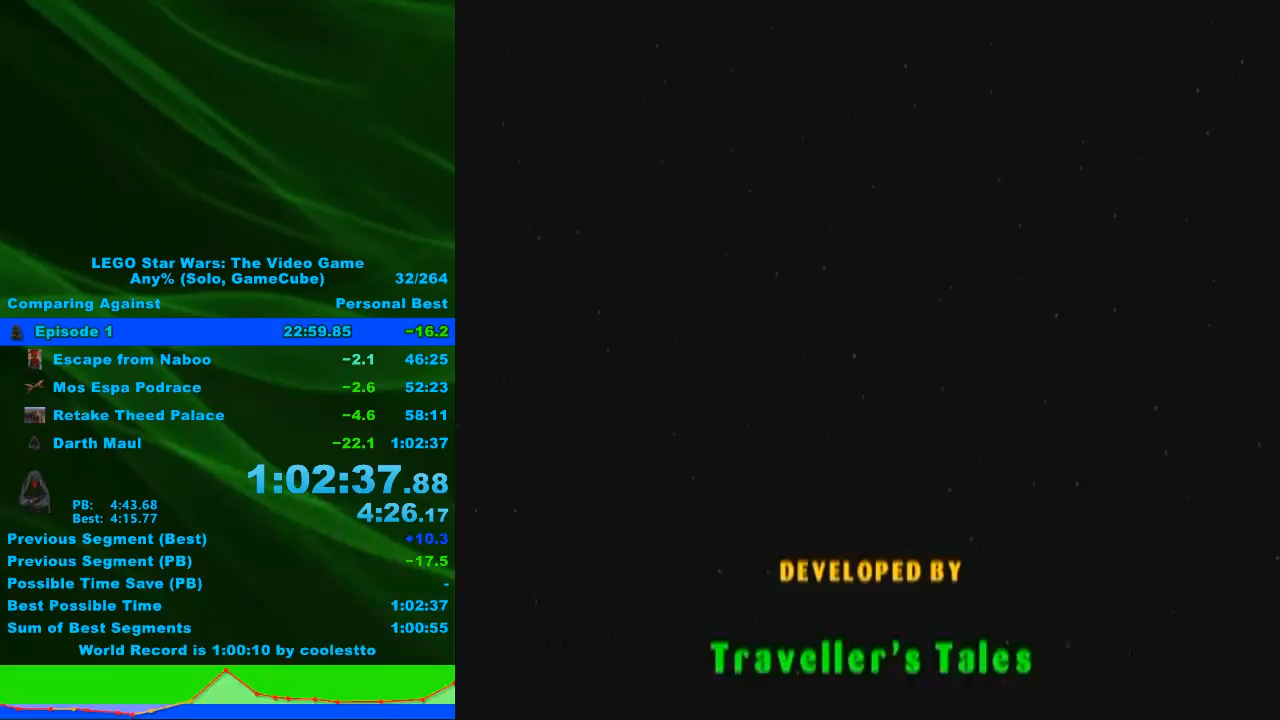 LEGO Star Wars: The Video Game
Any% (Solo, GameCube) 32/264
Comparing Against Personal Best
Episode 1 22:59.85 −16.2
Escape from Naboo −2.1 46:25
Mos Espa Podrace −2.6 52:23
Retake Theed Palace −4.6 58:11
Darth Maul −22.1 1:02:37
1:02:37.88
PB: 4:43.68
4:26.17
Best: 4:15.77
Previous Segment (Best) +10.3
Previous Segment (PB) −17.5
Possible Time Save (PB) -
Best Possible Time 1:02:37
Sum of Best Segments 1:00:55
World Record is 1:00:10 by coolestto
DEVELOPED BY
Traveller's Tales